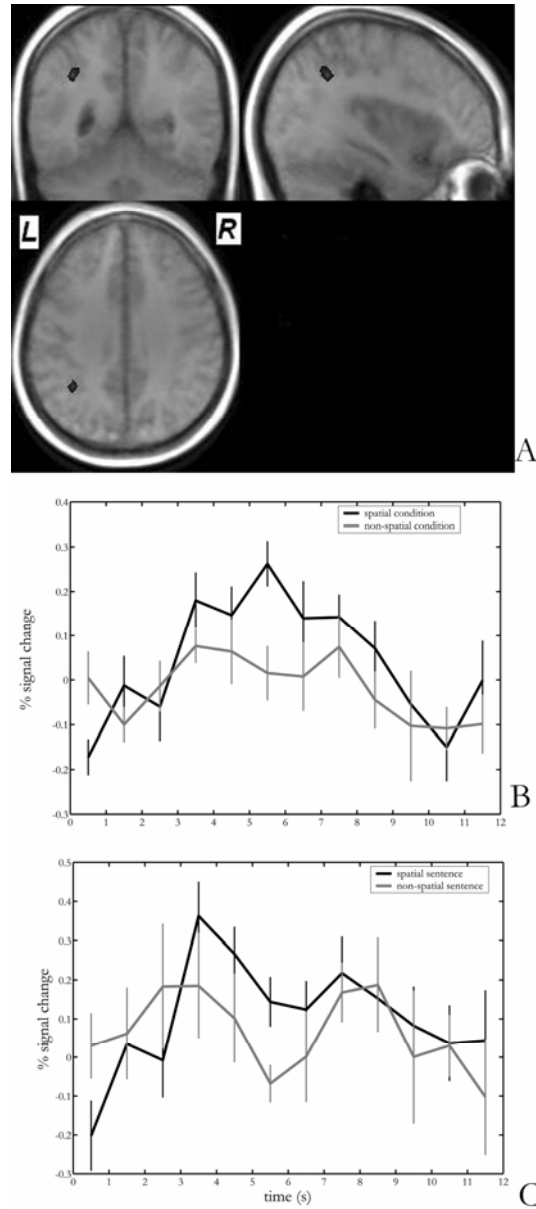 L R
A
0.4
spatial condition
non-spatial condition
0.3
0.2
0.1
0
-0.1
-0.2
-0.3
% signal change
0 1 2 3 4 5 6 7 8 9 10 11 12
B
0.5
spatial sentence
non-spatial sentence
0.4
0.3
0.2
0.1
0
-0.1
-0.2
-0.3
% signal change
0 1 2 3 4 5 6 7 8 9 10 11 12
time (s)
C